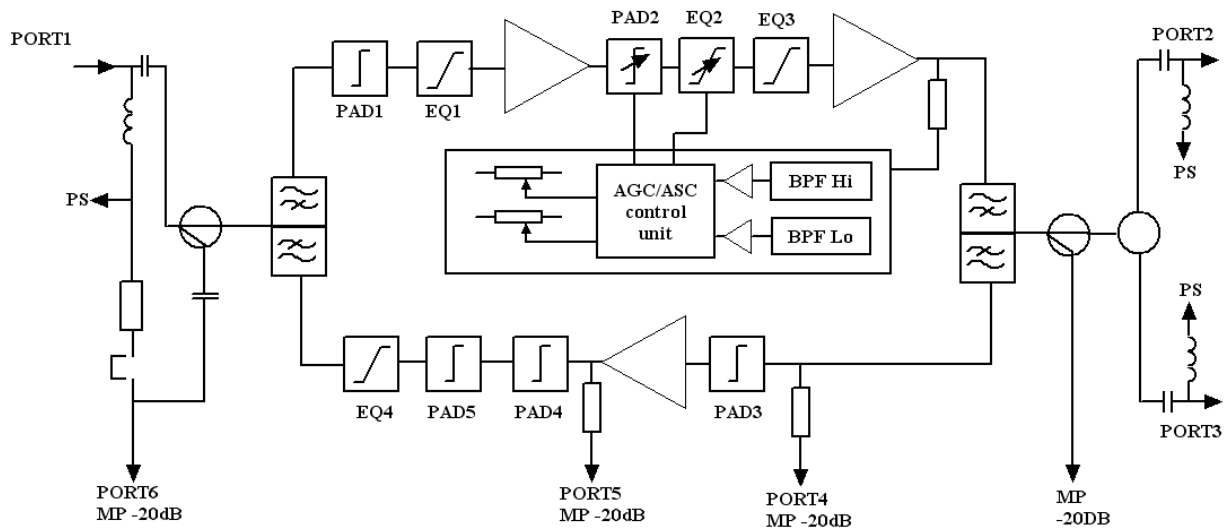 PORT1
PAD2
EQ2
EQ3
PORT2
PAD1
EQ1
PS
PS
AGC/ASC
control
unit
BPF Hi
BPF Lo
PS
EQ4
PAD5
PAD4
PAD3
PORT3
PORT6
MP -20dB
PORT5
MP -20dB
PORT4
MP -20dB
MP
-20DB